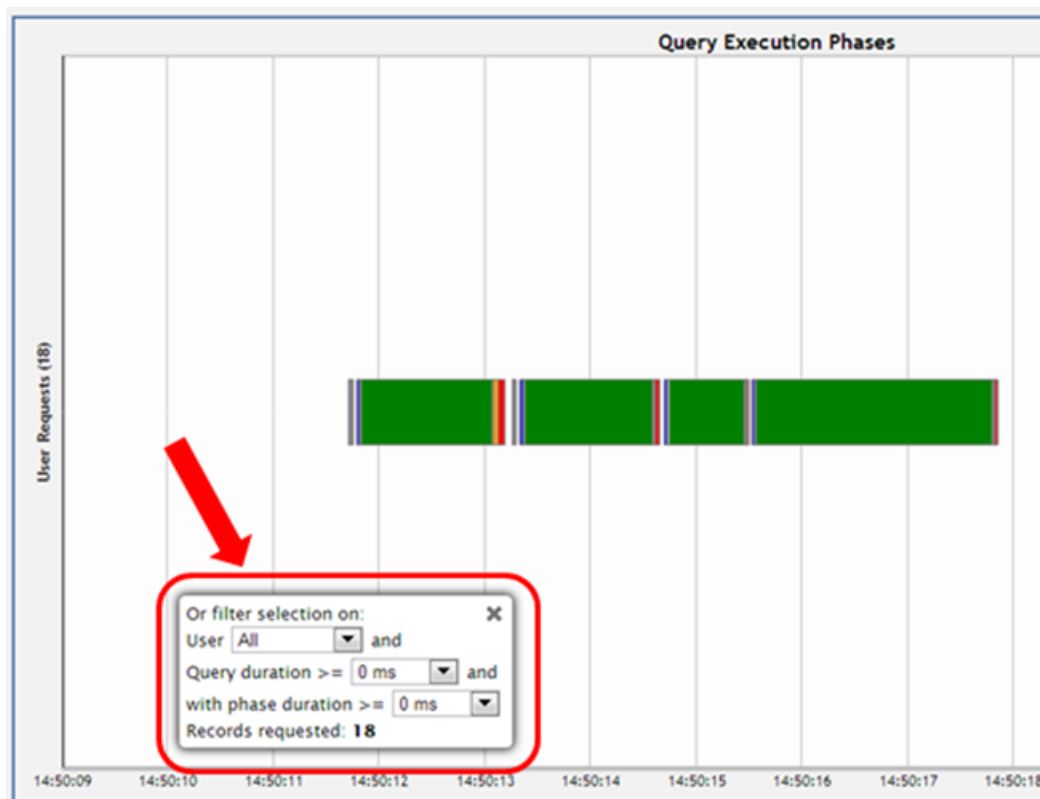 Query Execution Phases
User Requests (18)
Or filter selection on:
User All and
Query duration >= 0 ms and
with phase duration >= 0 ms
Records requested: 18
14:50:09 14:50:10 14:50:11 14:50:12 14:50:13 14:50:14 14:50:15 14:50:16 14:50:17 14:50:18